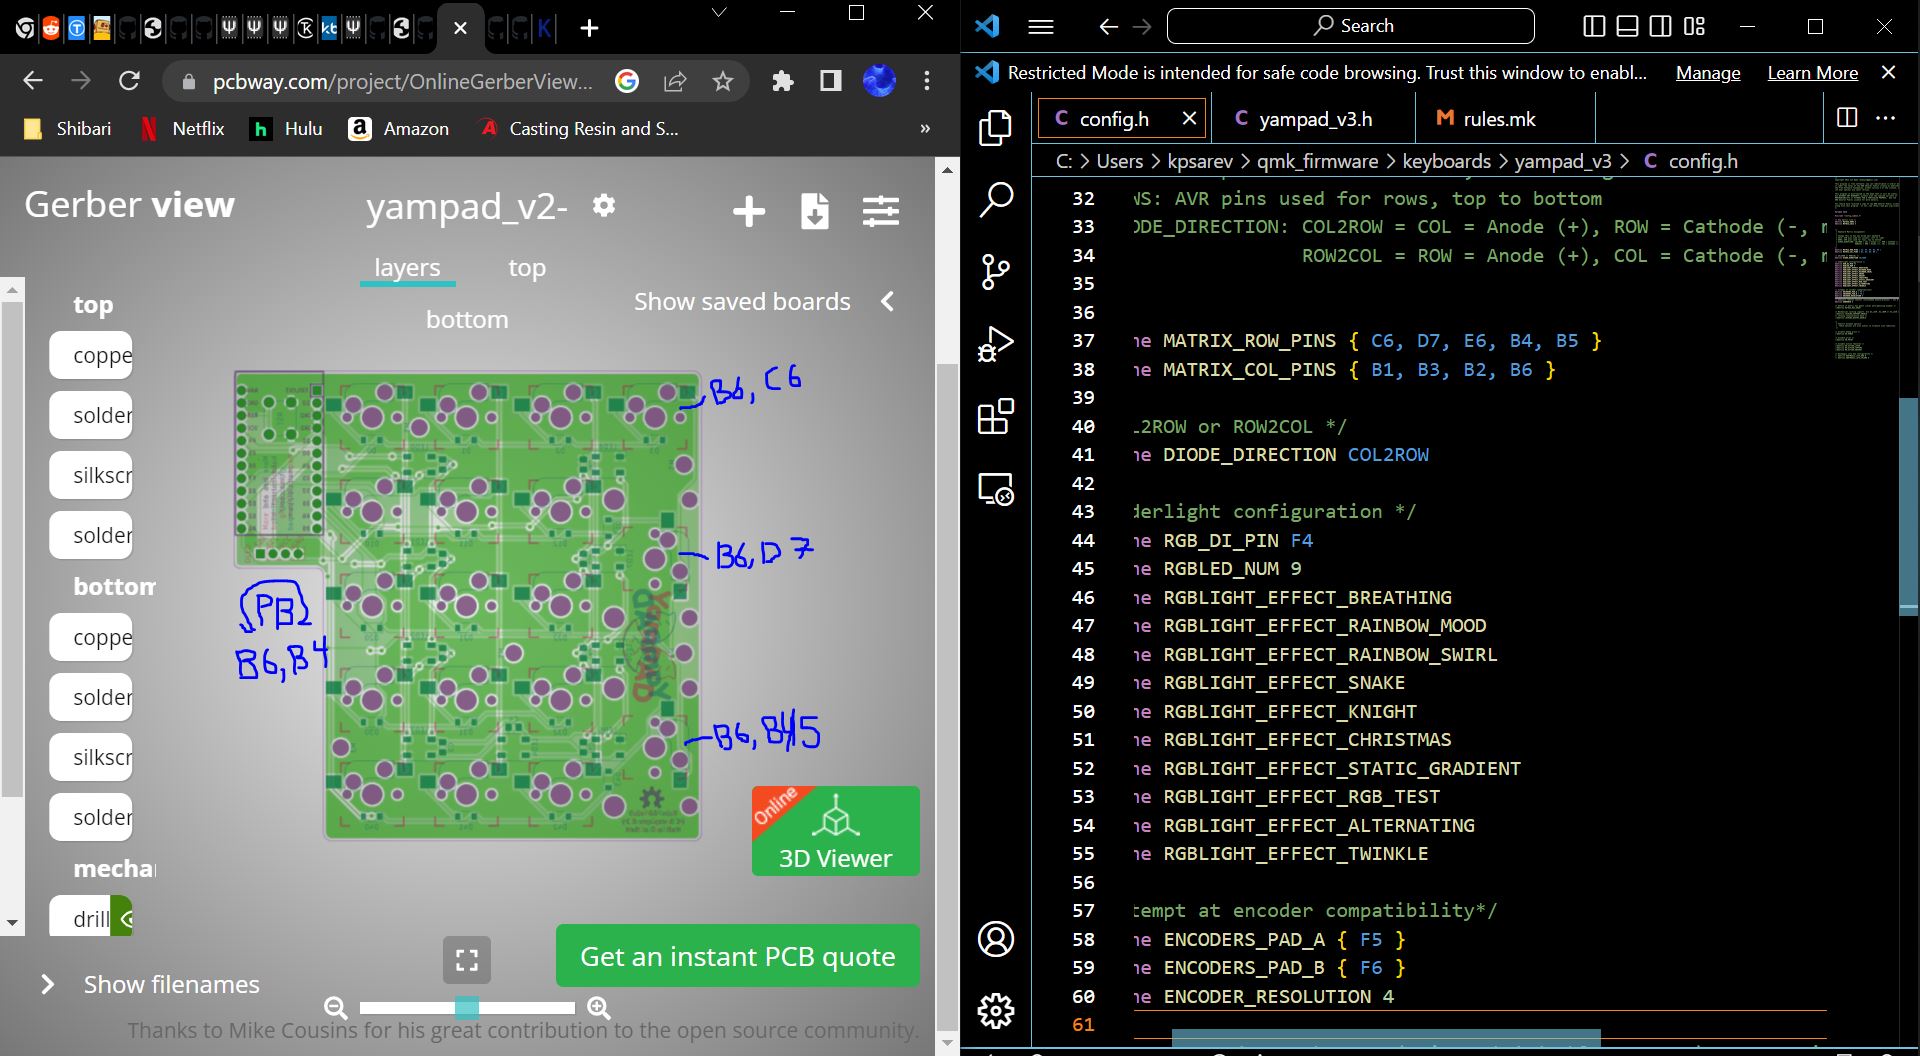 pcbway.com/project/OnlineGerberView...
Shibari
Netflix
Hulu
Amazon
Casting Resin and S...
»
Gerber view
yampad_v2-
layers
top
bottom
Show saved boards
top
coppe
solder
silkscr
solder
bottom
coppe
solder
silkscr
solder
mecha
drill
B6, C6
B6, D7
(PB)
B6, B4
B6, B45
YAMPAD
Online
3D Viewer
Get an instant PCB quote
Show filenames
Thanks to Mike Cousins for his great contribution to the open source community.
Search
Restricted Mode is intended for safe code browsing. Trust this window to enabl...
Manage
Learn More
C config.h
C yampad_v3.h
M rules.mk
C: > Users > kpsarev > qmk_firmware > keyboards > yampad_v3 > C config.h
32 WS: AVR pins used for rows, top to bottom
33 ODE_DIRECTION: COL2ROW = COL = Anode (+), ROW = Cathode (-, m
34 ROW2COL = ROW = Anode (+), COL = Cathode (-, m
35
36
37 ne MATRIX_ROW_PINS { C6, D7, E6, B4, B5 }
38 ne MATRIX_COL_PINS { B1, B3, B2, B6 }
39
40 L2ROW or ROW2COL */
41 ne DIODE_DIRECTION COL2ROW
42
43 derlight configuration */
44 ne RGB_DI_PIN F4
45 ne RGBLED_NUM 9
46 ne RGBLIGHT_EFFECT_BREATHING
47 ne RGBLIGHT_EFFECT_RAINBOW_MOOD
48 ne RGBLIGHT_EFFECT_RAINBOW_SWIRL
49 ne RGBLIGHT_EFFECT_SNAKE
50 ne RGBLIGHT_EFFECT_KNIGHT
51 ne RGBLIGHT_EFFECT_CHRISTMAS
52 ne RGBLIGHT_EFFECT_STATIC_GRADIENT
53 ne RGBLIGHT_EFFECT_RGB_TEST
54 ne RGBLIGHT_EFFECT_ALTERNATING
55 ne RGBLIGHT_EFFECT_TWINKLE
56
57 tempt at encoder compatibility*/
58 ne ENCODERS_PAD_A { F5 }
59 ne ENCODERS_PAD_B { F6 }
60 ne ENCODER_RESOLUTION 4
61